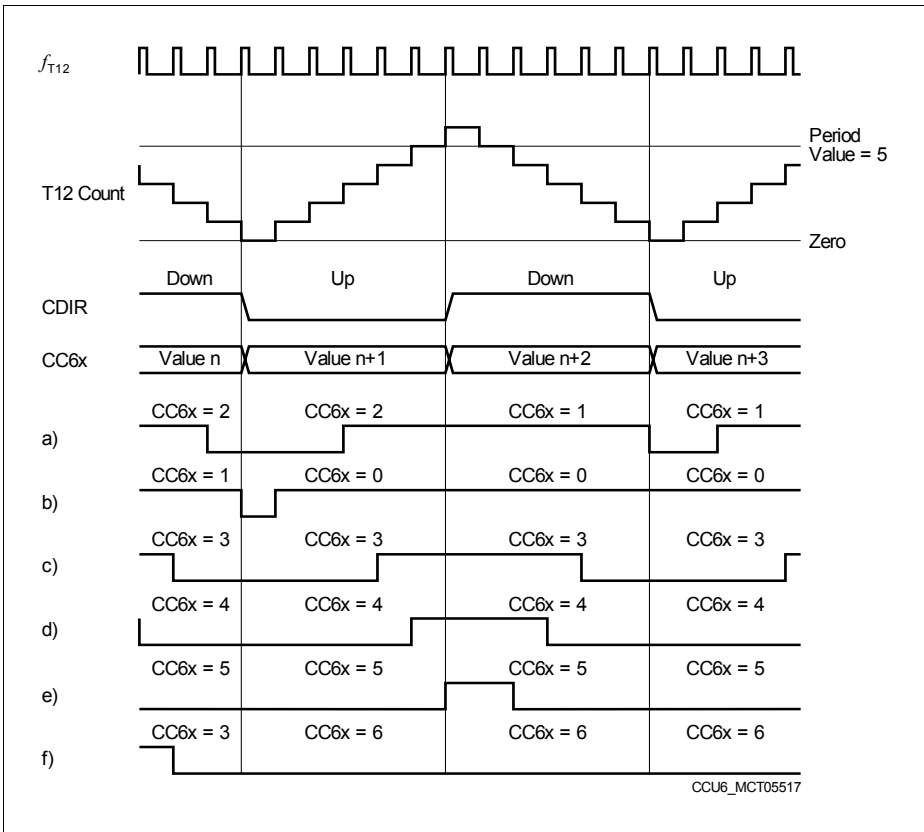 fT12
Period
Value = 5
T12 Count
Zero
Down Up Down Up
CDIR
CC6x Value n Value n+1 Value n+2 Value n+3
CC6x = 2 CC6x = 2 CC6x = 1 CC6x = 1
a)
CC6x = 1 CC6x = 0 CC6x = 0 CC6x = 0
b)
CC6x = 3 CC6x = 3 CC6x = 3 CC6x = 3
c)
CC6x = 4 CC6x = 4 CC6x = 4 CC6x = 4
d)
CC6x = 5 CC6x = 5 CC6x = 5 CC6x = 5
e)
CC6x = 3 CC6x = 6 CC6x = 6 CC6x = 6
f)
CCU6_MCT05517